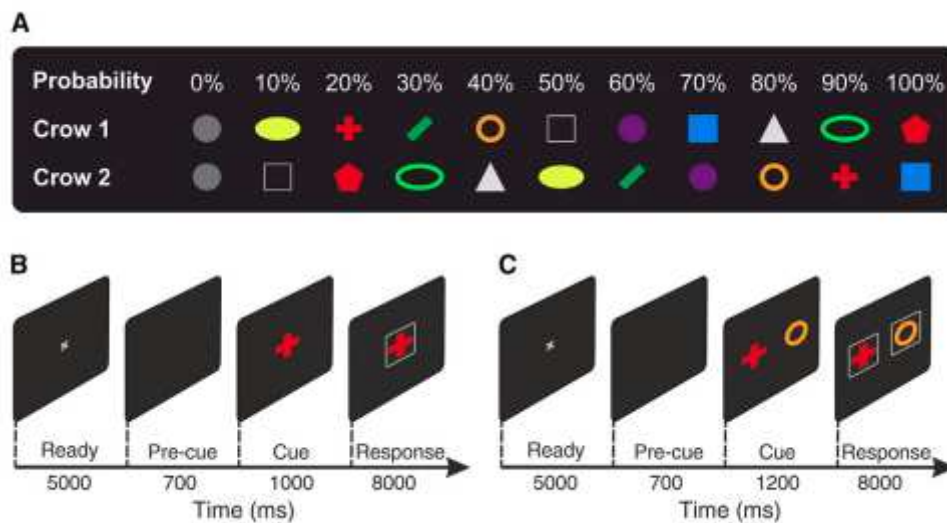 A
Probability 0% 10% 20% 30% 40% 50% 60% 70% 80% 90% 100%
Crow 1
Crow 2
B
Ready Pre-cue Cue Response
5000 700 1000 8000
Time (ms)
C
Ready Pre-cue Cue Response
5000 700 1200 8000
Time (ms)